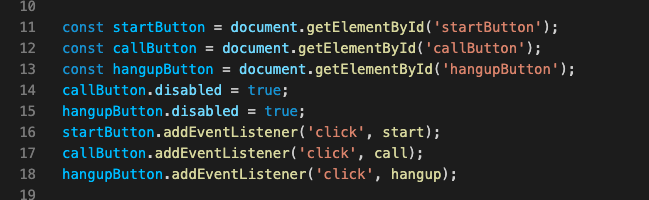 10
11 const startButton = document.getElementById('startButton');
12 const callButton = document.getElementById('callButton');
13 const hangupButton = document.getElementById('hangupButton');
14 callButton.disabled = true;
15 hangupButton.disabled = true;
16 startButton.addEventListener('click', start);
17 callButton.addEventListener('click', call);
18 hangupButton.addEventListener('click', hangup);
19